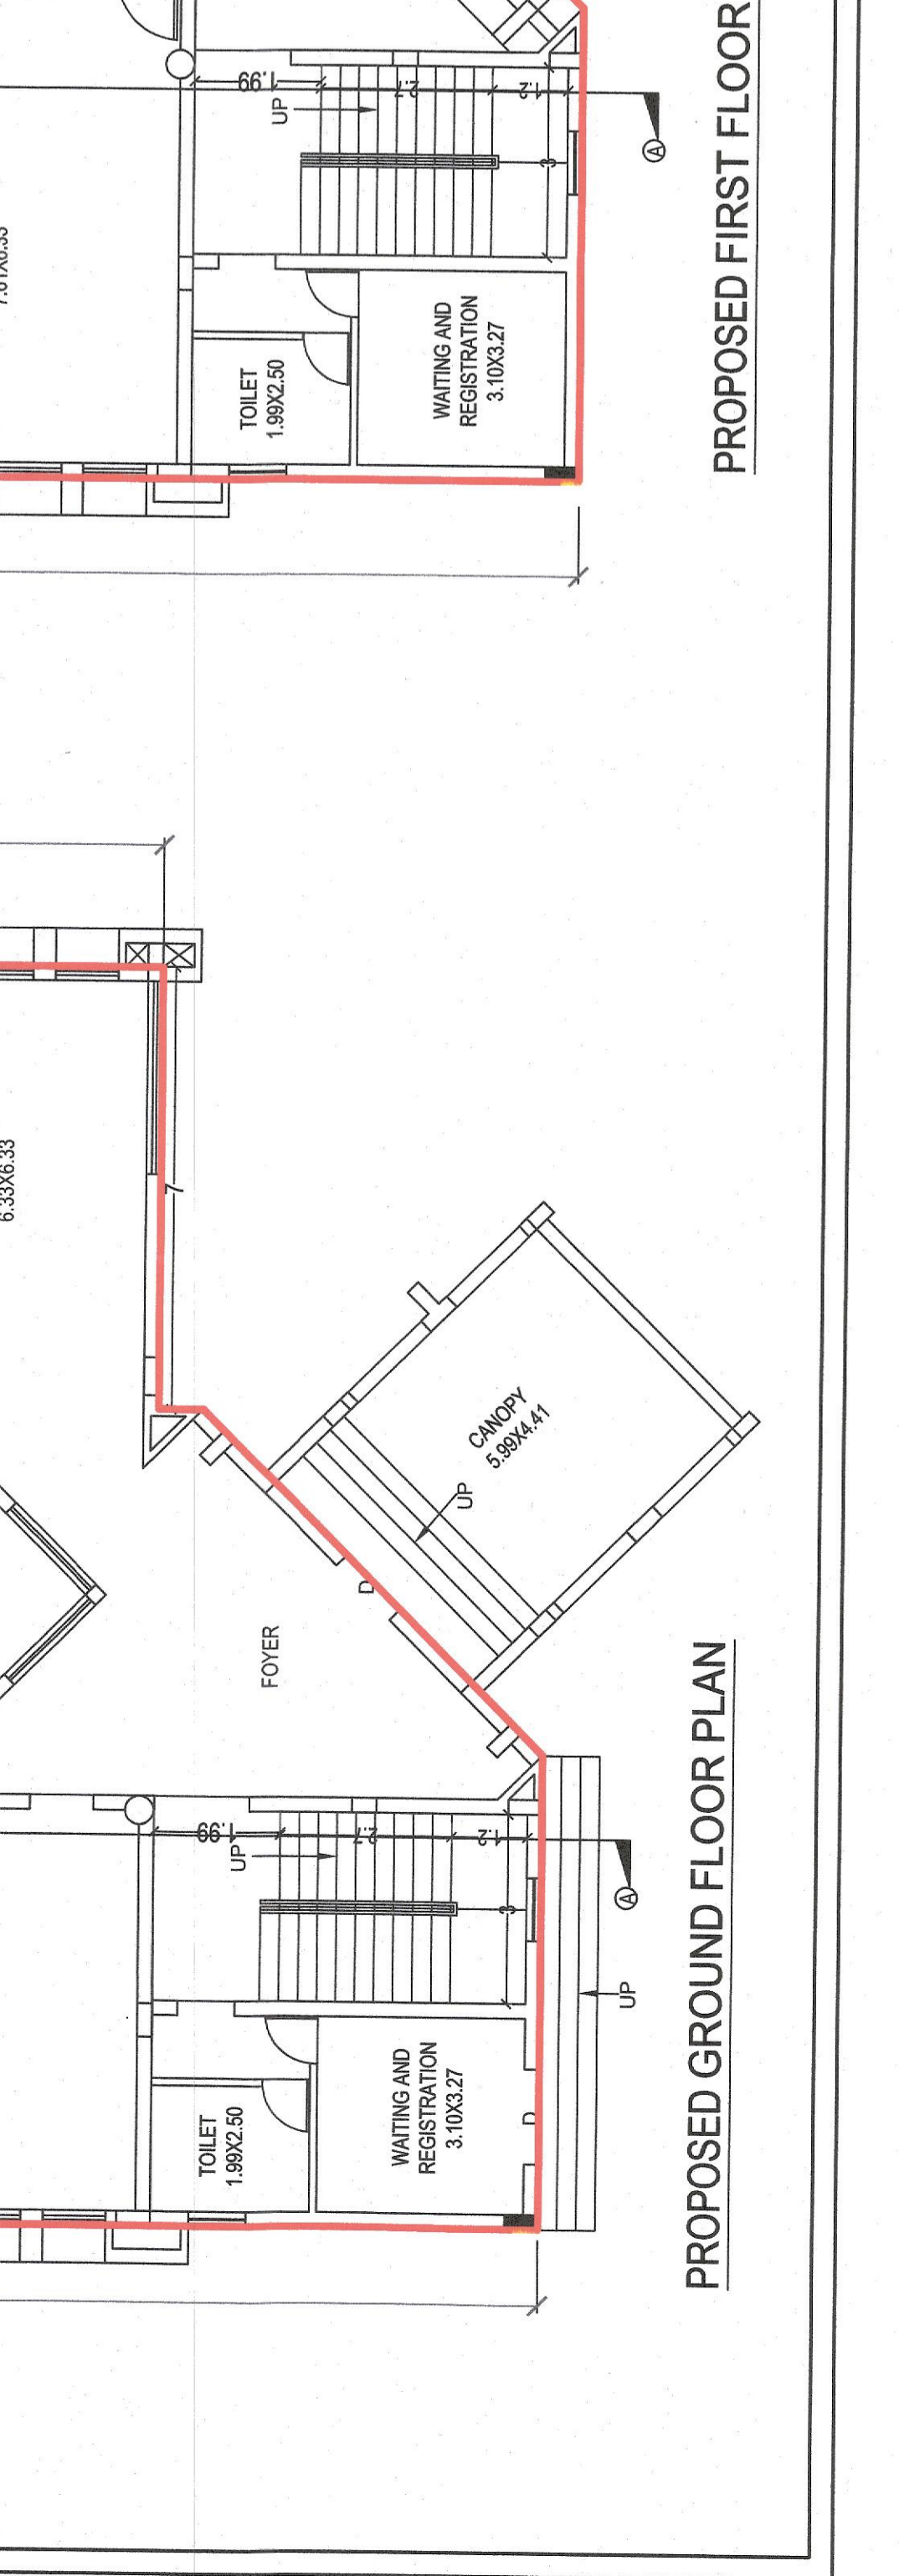 UP
1.99
2.7
1.2
3
A
TOILET
1.99X2.50
WAITING AND
REGISTRATION
3.10X3.27
PROPOSED FIRST FLOOR
6.33X6.33
7
CANOPY
5.99X4.41
UP
D
FOYER
UP
1.99
2.7
1.2
3
A
UP
TOILET
1.99X2.50
WAITING AND
REGISTRATION
3.10X3.27
D
PROPOSED GROUND FLOOR PLAN